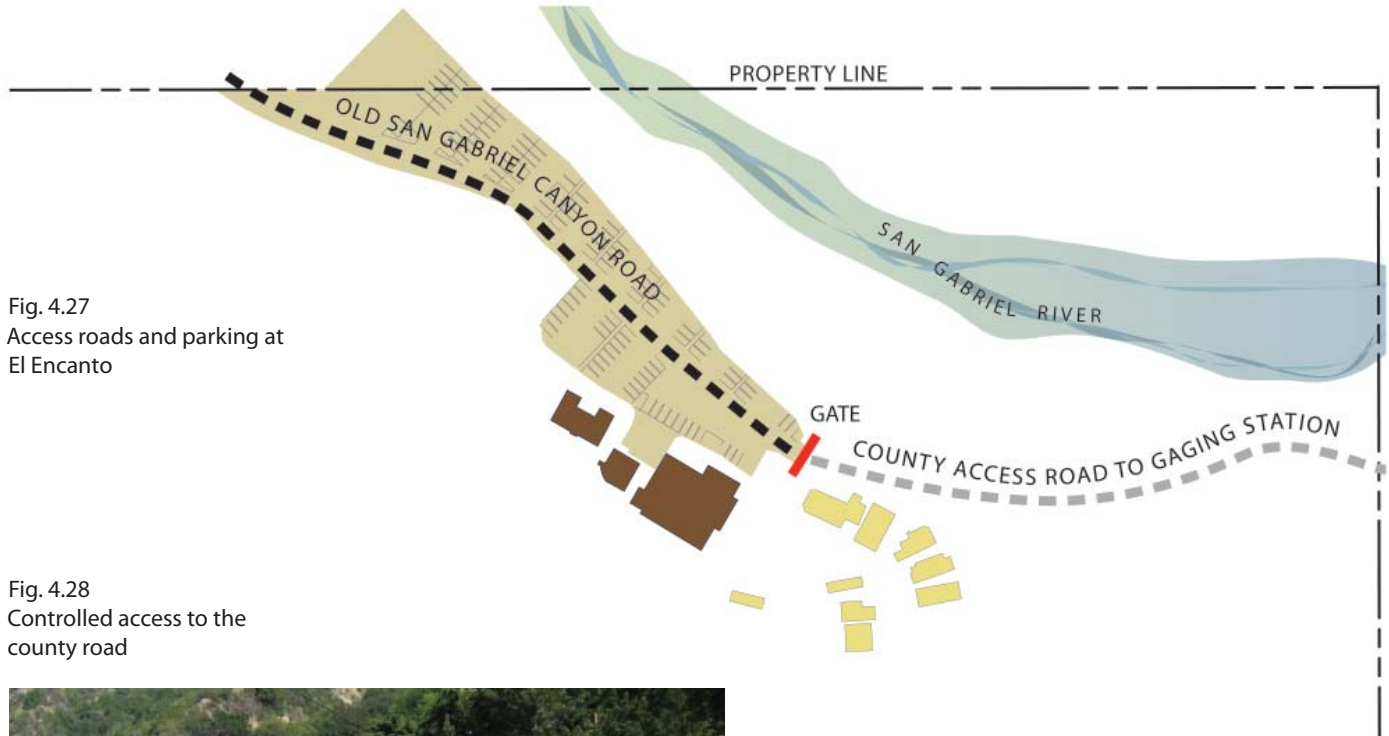 PROPERTY LINE
OLD SAN GABRIEL CANYON ROAD
SAN GABRIEL RIVER
Fig. 4.27
Access roads and parking at
El Encanto
GATE
COUNTY ACCESS ROAD TO GAGING STATION
Fig. 4.28
Controlled access to the
county road